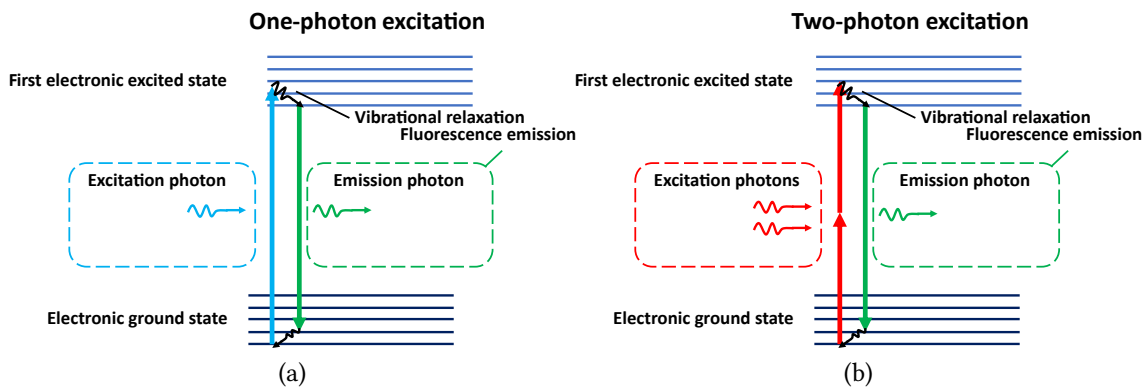 One-photon excitation
First electronic excited state
Vibrational relaxation
Fluorescence emission
Excitation photon
Emission photon
Electronic ground state
(a)
Two-photon excitation
First electronic excited state
Vibrational relaxation
Fluorescence emission
Excitation photons
Emission photon
Electronic ground state
(b)